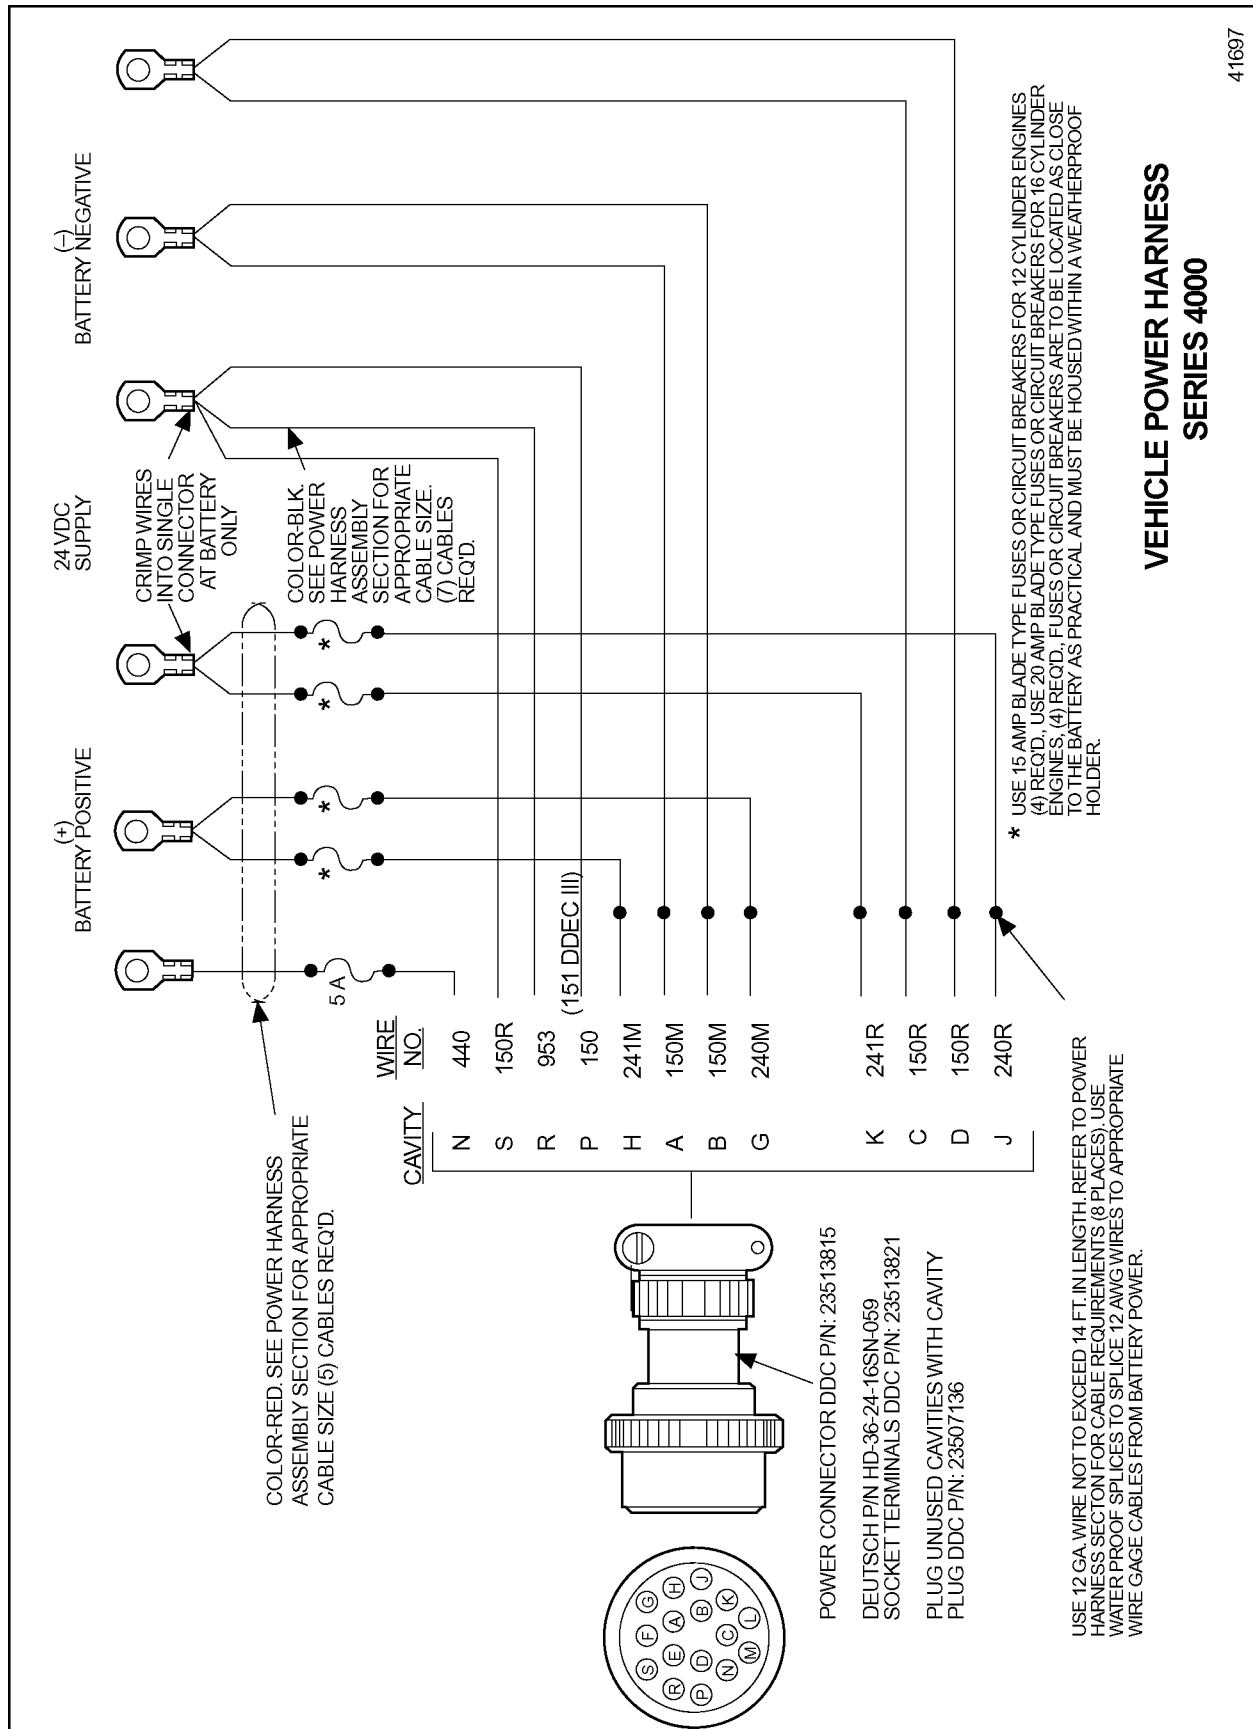 (+)
BATTERY POSITIVE
24 VDC
SUPPLY
(–)
BATTERY NEGATIVE
CRIMP WIRES
INTO SINGLE
CONNECTOR
AT BATTERY
ONLY
COLOR-BLK.
SEE POWER
HARNESS
ASSEMBLY
SECTION FOR
APPROPRIATE
CABLE SIZE.
(7) CABLES
REQ'D.
COLOR-RED. SEE POWER HARNESS
ASSEMBLY SECTION FOR APPROPRIATE
CABLE SIZE (5) CABLES REQ'D.
5 A
*
*
*
*
CAVITY WIRE NO.
N 440
S 150R
R 953
P 150 (151 DDEC III)
H 241M
A 150M
B 150M
G 240M
K 241R
C 150R
D 150R
J 240R
S F G
R E A H
P D B J
N C K
M L
POWER CONNECTOR DDC P/N: 23513815
DEUTSCH P/N HD-36-24-16SN-059
SOCKET TERMINALS DDC P/N: 23513821
PLUG UNUSED CAVITIES WITH CAVITY
PLUG DDC P/N: 23507136
* USE 15 AMP BLADE TYPE FUSES OR CIRCUIT BREAKERS FOR 12 CYLINDER ENGINES
(4) REQ'D., USE 20 AMP BLADE TYPE FUSES OR CIRCUIT BREAKERS FOR 16 CYLINDER
ENGINES, (4) REQ'D., FUSES OR CIRCUIT BREAKERS ARE TO BE LOCATED AS CLOSE
TO THE BATTERY AS PRACTICAL AND MUST BE HOUSED WITHIN A WEATHERPROOF
HOLDER.
USE 12 GA. WIRE NOT TO EXCEED 14 FT. IN LENGTH. REFER TO POWER
HARNESS SECTON FOR CABLE REQUIREMENTS (8 PLACES). USE
WATER PROOF SPLICES TO SPLICE 12 AWG WIRES TO APPROPRIATE
WIRE GAGE CABLES FROM BATTERY POWER.
VEHICLE POWER HARNESS
SERIES 4000
41697